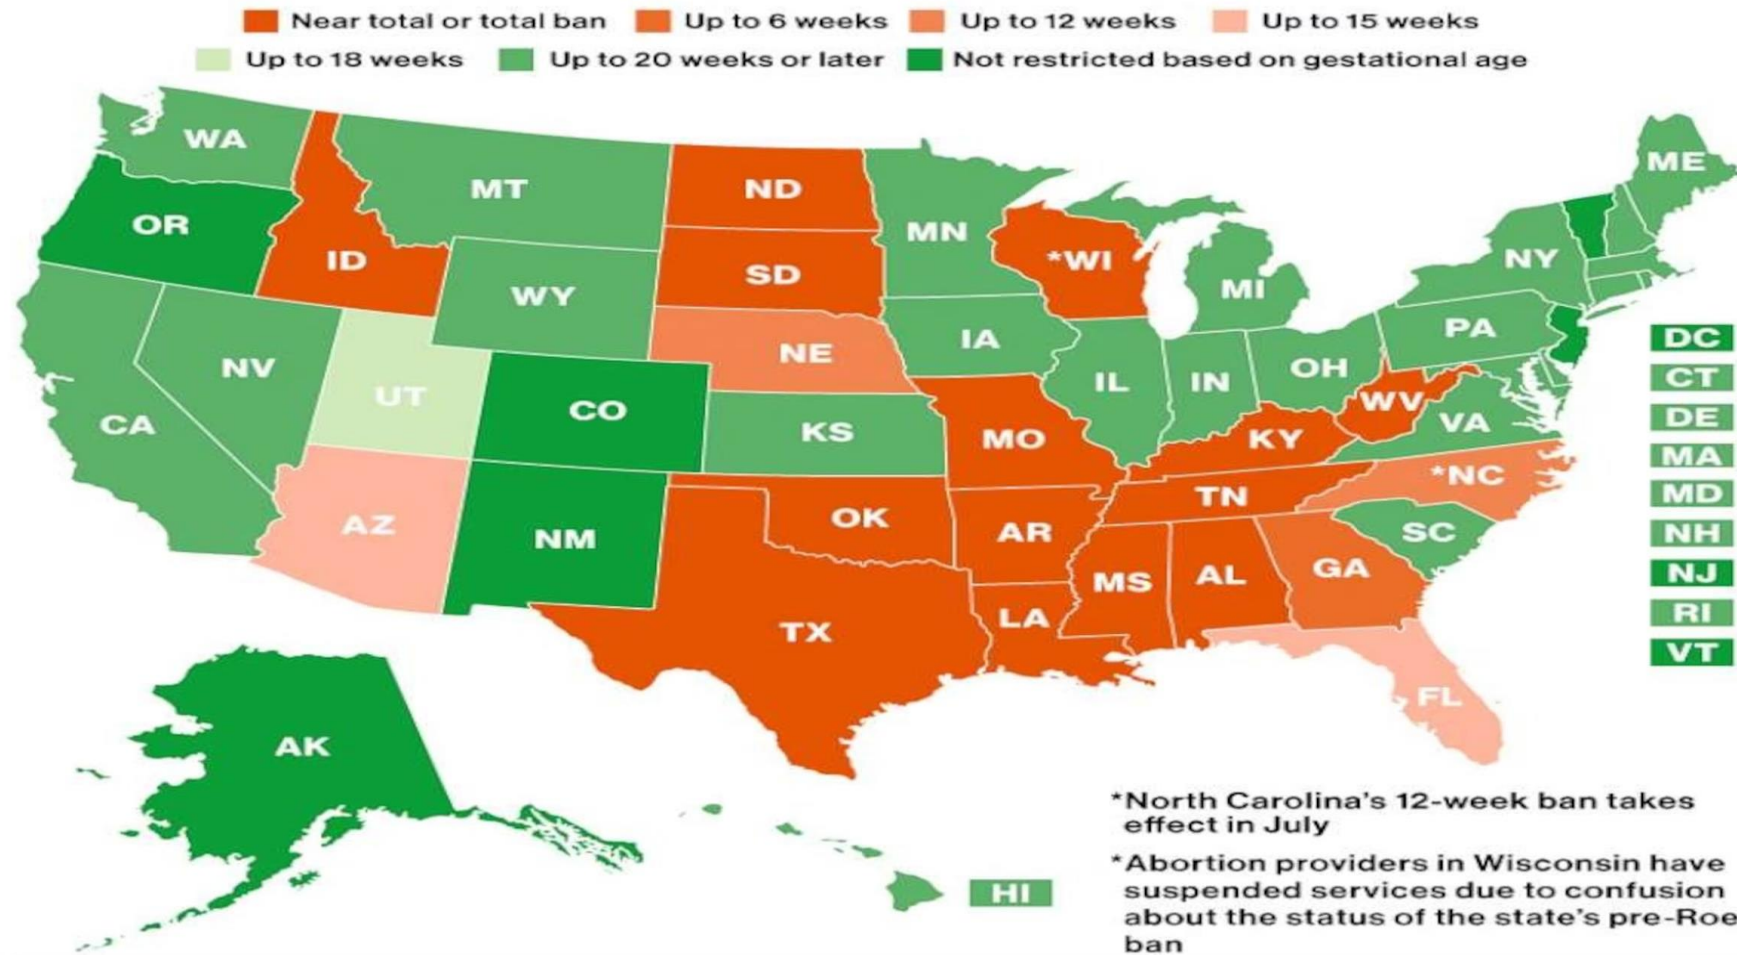 Near total or total ban Up to 6 weeks Up to 12 weeks Up to 15 weeks
Up to 18 weeks Up to 20 weeks or later Not restricted based on gestational age
WA
MT
ND
ME
OR
ID
MN
*WI
NY
SD
WY
MI
PA
DC
NV
UT
NE
IA
CT
CO
IL
IN
OH
WV
DE
CA
KS
MO
KY
VA
MA
AZ
NM
OK
AR
TN
*NC
MD
SC
NH
TX
LA
MS
AL
GA
NJ
RI
VT
FL
AK
HI
*North Carolina's 12-week ban takes
effect in July
*Abortion providers in Wisconsin have
suspended services due to confusion
about the status of the state's pre-Roe
ban